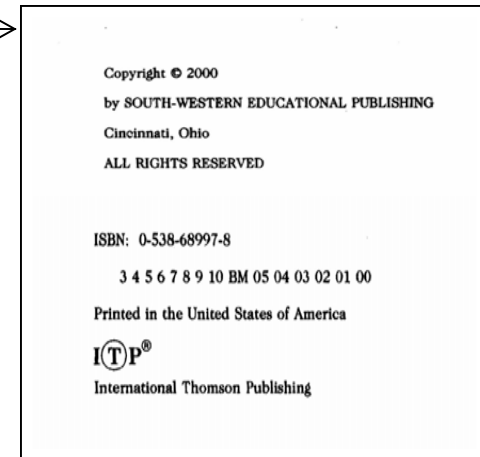 Copyright © 2000
by SOUTH-WESTERN EDUCATIONAL PUBLISHING
Cincinnati, Ohio
ALL RIGHTS RESERVED
ISBN: 0-538-68997-8
3 4 5 6 7 8 9 10 BM 05 04 03 02 01 00
Printed in the United States of America
ITP®
International Thomson Publishing